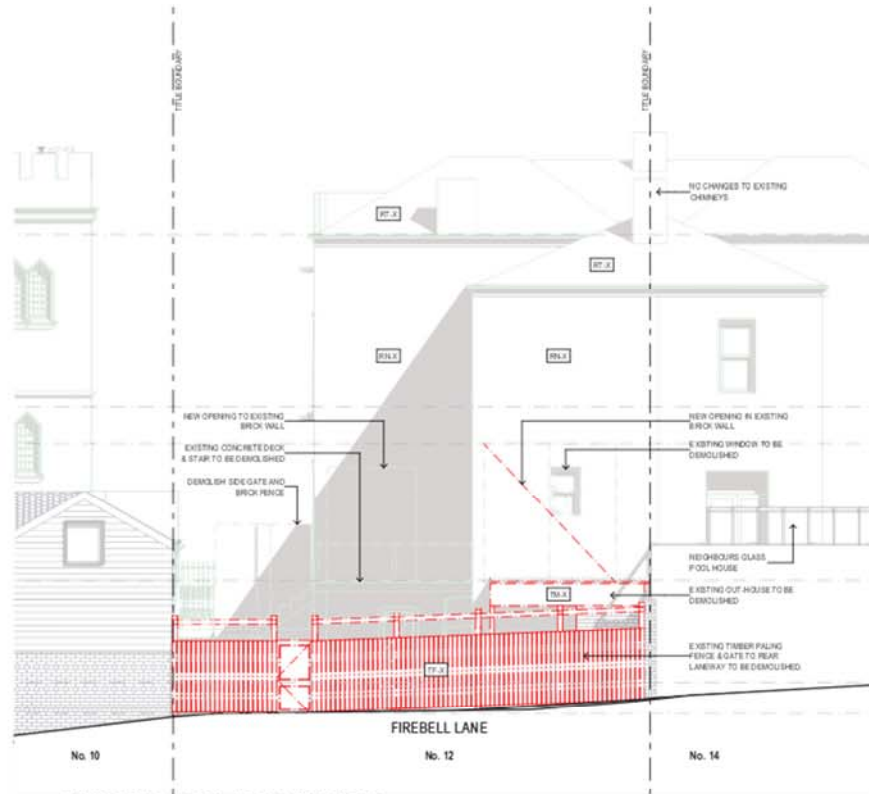 TITLE BOUNDARY
TITLE BOUNDARY
NO CHANGES TO EXISTING
CHIMNEYS
RT-X
RT-X
RN-X
RN-X
NEW OPENING TO EXISTING
BRICK WALL
EXISTING CONCRETE DECK
& STAIR TO BE DEMOLISHED
DEMOLISH SIDE GATE AND
BRICK FENCE
NEW OPENING IN EXISTING
BRICK WALL
EXISTING WINDOW TO BE
DEMOLISHED
NEIGHBOURS GLASS
POOL HOUSE
TM-X
EXISTING OUT-HOUSE TO BE
DEMOLISHED
EXISTING TIMBER PALING
FENCE & GATE TO REAR
LANEWAY TO BE DEMOLISHED
TF-X
FIREBELL LANE
No. 10
No. 12
No. 14